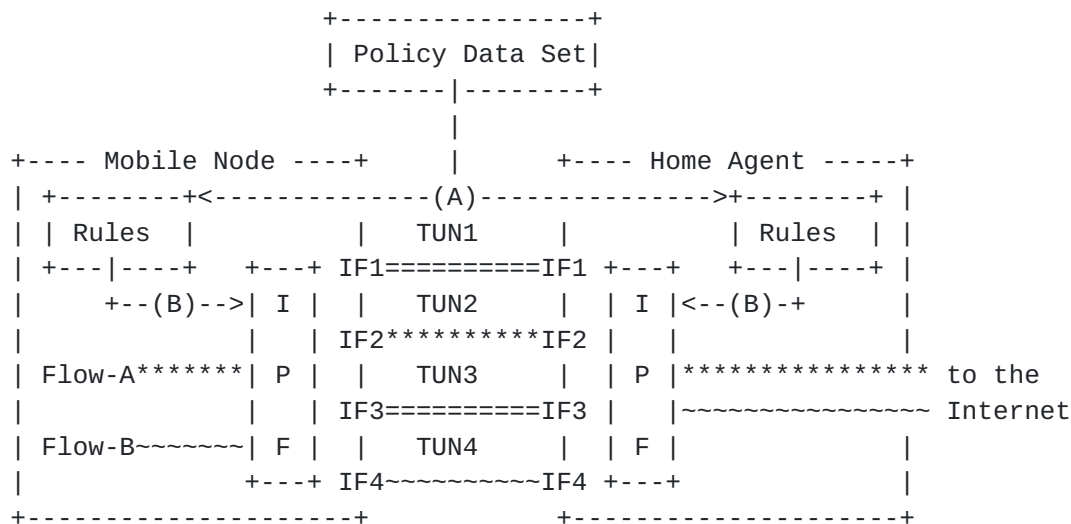 +----------------+
                    | Policy Data Set|
                    +-------|--------+
                            |
+---- Mobile Node ----+     |      +---- Home Agent -----+
| +--------+<--------------(A)--------------->+--------+ |
| | Rules  |          |   TUN1     |          | Rules  | |
| +---|----+   +---+ IF1==========IF1 +---+   +---|----+ |
|     +--(B)-->| I |  |   TUN2     |  | I |<--(B)-+      |
|              |   | IF2**********IF2 |   |              |
| Flow-A*******| P |  |   TUN3     |  | P |**************** to the
|              |   | IF3==========IF3 |   |~~~~~~~~~~~~~~~~ Internet
| Flow-B~~~~~~~| F |  |   TUN4     |  | F |              |
|              +---+ IF4~~~~~~~~~~IF4 +---+              |
+---------------------+            +---------------------+